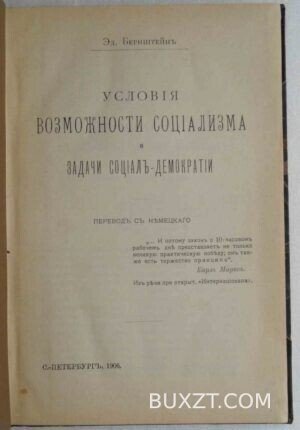 Эд. Бернштейнъ
УСЛОВІЯ
ВОЗМОЖНОСТИ СОЦІАЛИЗМА
и
ЗАДАЧИ СОЦІАЛЪ-ДЕМОКРАТІИ
ПЕРЕВОДЪ СЪ НѢМЕЦКАГО
„... И потому законъ о 10-часовомъ
рабочемъ днѣ представляетъ не только
великую практическую побѣду; онъ так-
же есть торжество принципа".
Карлъ Марксъ.
Изъ рѣчи при открыт. «Интернаціонала».
С.-ПЕТЕРБУРГЪ, 1906.
BUXZT.COM